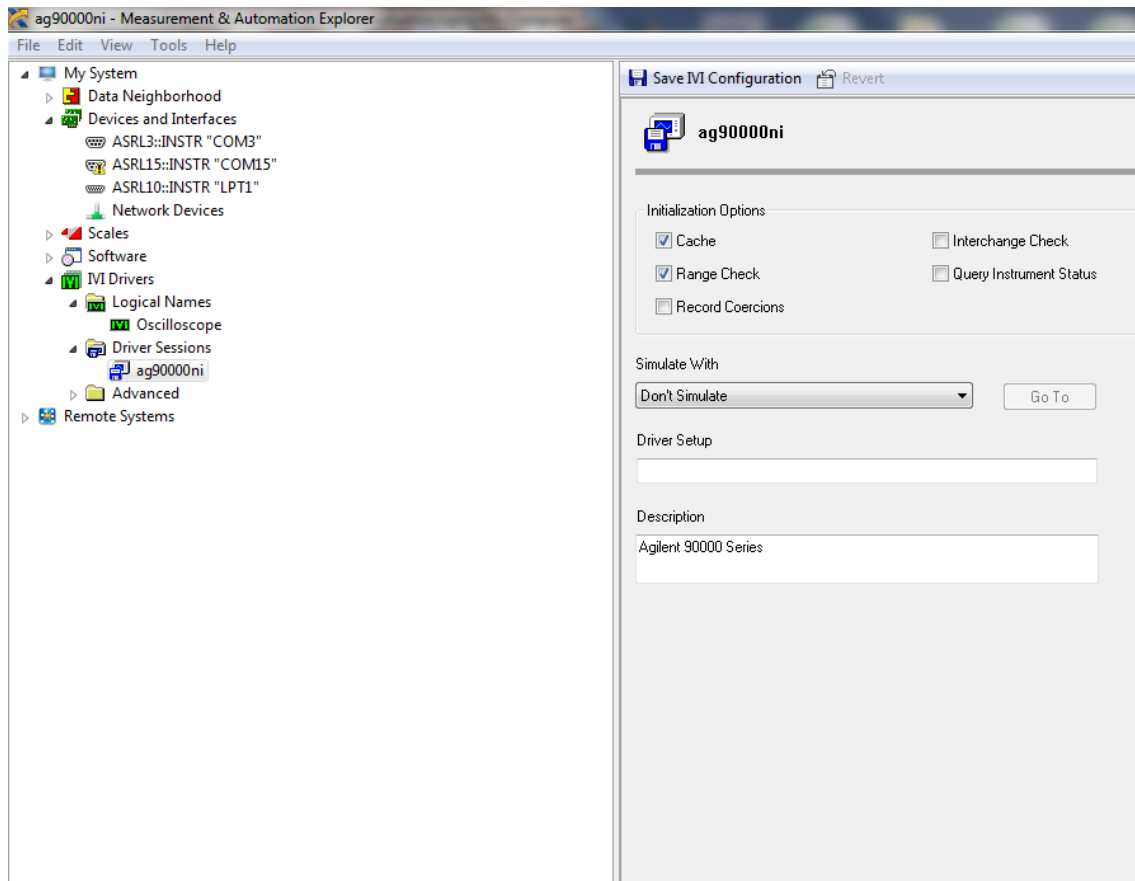 ag90000ni - Measurement & Automation Explorer
File Edit View Tools Help
My System
Data Neighborhood
Devices and Interfaces
ASRL3::INSTR "COM3"
ASRL15::INSTR "COM15"
ASRL10::INSTR "LPT1"
Network Devices
Scales
Software
IVI Drivers
IVI
Logical Names
IVI
IVI Oscilloscope
Driver Sessions
ag90000ni
Advanced
Remote Systems
Save IVI Configuration Revert
ag90000ni
Initialization Options
Cache Interchange Check
Range Check Query Instrument Status
Record Coercions
Simulate With
Don't Simulate Go To
Driver Setup
Description
Agilent 90000 Series